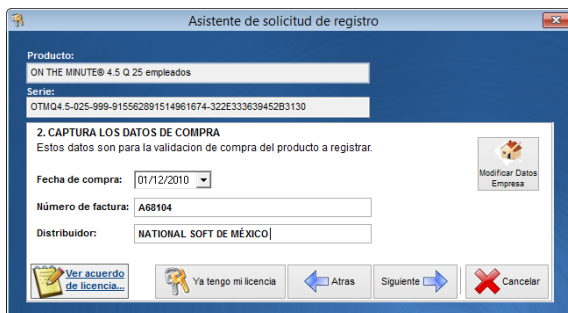 Asistente de solicitud de registro
Producto:
ON THE MINUTE® 4.5 Q 25 empleados
Serie:
OTMQ4.5-025-999-915562891514961674-322E333639452B3130
2. CAPTURA LOS DATOS DE COMPRA
Estos datos son para la validacion de compra del producto a registrar.
Modificar Datos
Empresa
Fecha de compra: 01/12/2010
Número de factura: A68104
Distribuidor: NATIONAL SOFT DE MÉXICO
Ver acuerdo
de licencia...
Ya tengo mi licencia
Atras
Siguiente
Cancelar